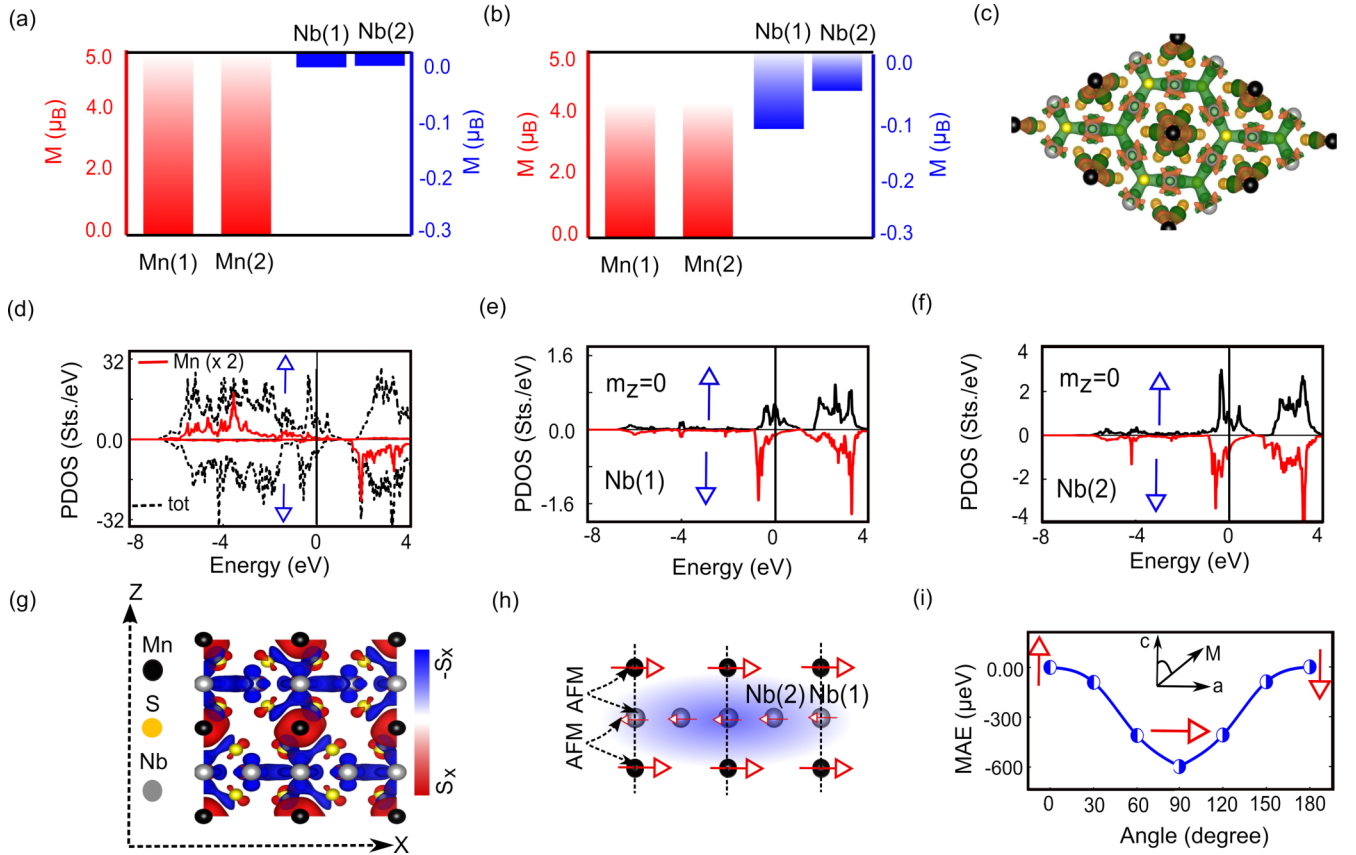 (a)
Nb(1)
Nb(2)
5.0
4.0
2.0
0.0
M (μB)
0.0
-0.1
-0.2
-0.3
M (μB)
Mn(1)
Mn(2)
(b)
Nb(1)
Nb(2)
5.0
4.0
2.0
0.0
M (μB)
0.0
-0.1
-0.2
-0.3
M (μB)
Mn(1)
Mn(2)
(c)
(d)
PDOS (Sts./eV)
32
0.0
-32
Mn (x 2)
tot
-8
-4
0
4
Energy (eV)
(e)
PDOS (Sts./eV)
1.6
0.0
-1.6
mz=0
Nb(1)
-8
-4
0
4
Energy (eV)
(f)
PDOS (Sts./eV)
4
2
0
-2
-4
mz=0
Nb(2)
-8
-4
0
4
Energy (eV)
(g)
Z
Mn
S
Nb
-Sx
Sx
X
(h)
AFM
AFM
Nb(2)
Nb(1)
(i)
MAE (μeV)
0.00
-300
-600
c
M
a
0
30
60
90
120
150
180
Angle (degree)